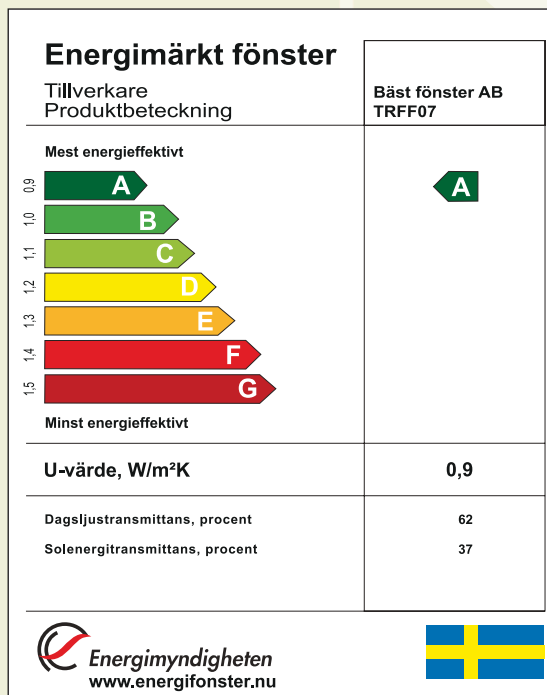 Energimärkt fönster
Tillverkare
Produktbeteckning
Bäst fönster AB
TRFF07
Mest energieffektivt
0,9 A A
1,0 B
1,1 C
1,2 D
1,3 E
1,4 F
1,5 G
Minst energieffektivt
U-värde, W/m²K 0,9
Dagsljustransmittans, procent 62
Solenergitransmittans, procent 37
Energimyndigheten
www.energifonster.nu